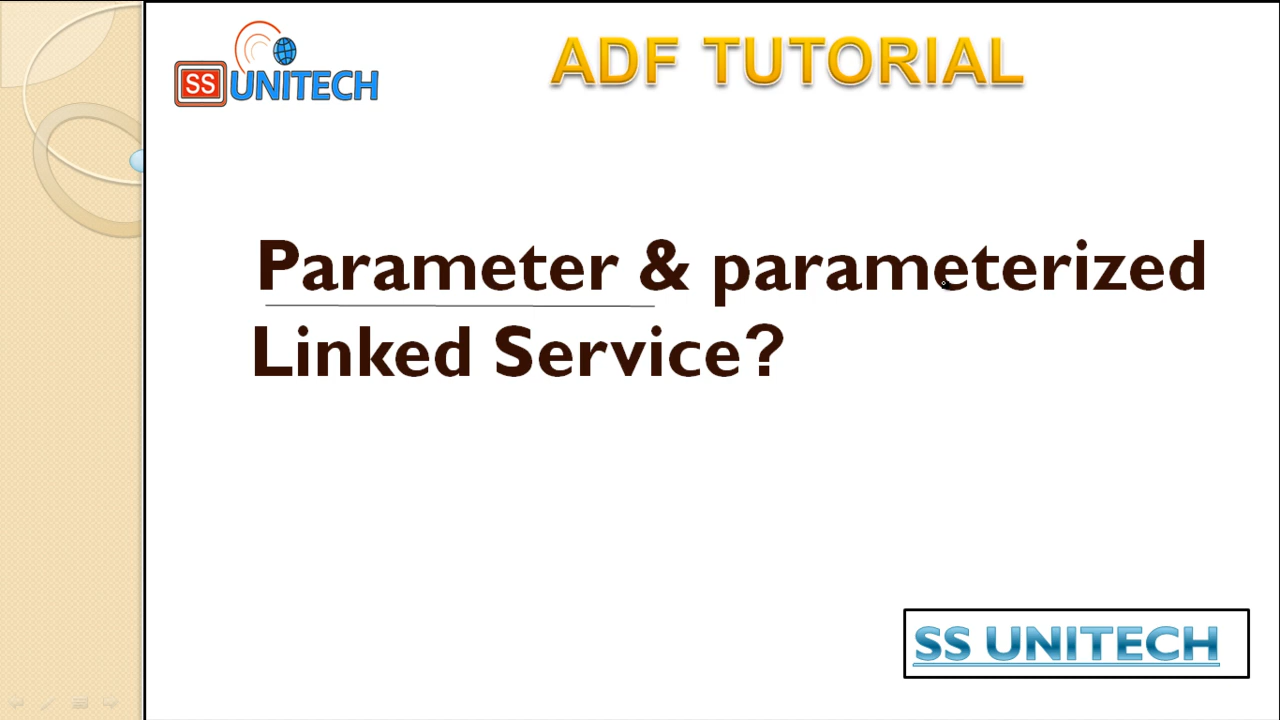 SS UNITECH
ADF TUTORIAL
Parameter & parameterized
Linked Service?
SS UNITECH